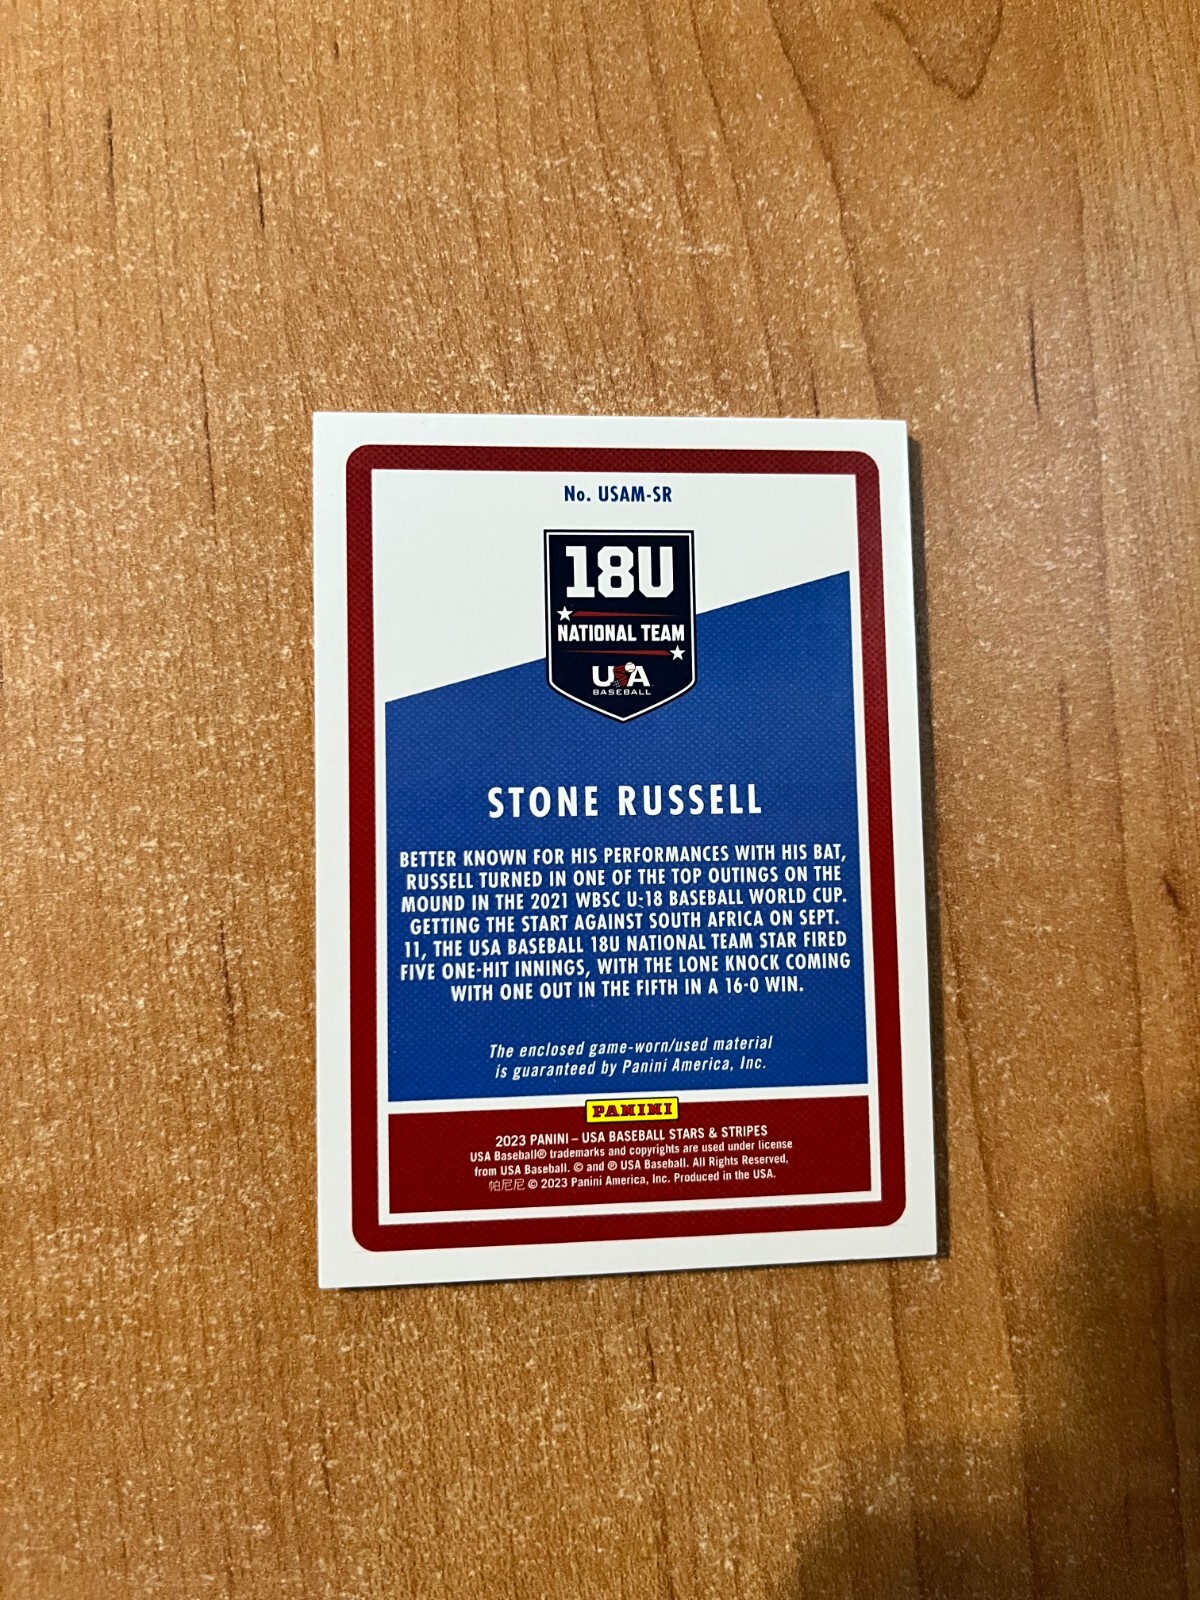 No. USAM-SR
18U
NATIONAL TEAM
USA
BASEBALL
STONE RUSSELL
BETTER KNOWN FOR HIS PERFORMANCES WITH HIS BAT,
RUSSELL TURNED IN ONE OF THE TOP OUTINGS ON THE
MOUND IN THE 2021 WBSC U-18 BASEBALL WORLD CUP.
GETTING THE START AGAINST SOUTH AFRICA ON SEPT.
11, THE USA BASEBALL 18U NATIONAL TEAM STAR FIRED
FIVE ONE-HIT INNINGS, WITH THE LONE KNOCK COMING
WITH ONE OUT IN THE FIFTH IN A 16-0 WIN.
The enclosed game-worn/used material
is guaranteed by Panini America, Inc.
PANINI
2023 PANINI – USA BASEBALL STARS & STRIPES
USA Baseball® trademarks and copyrights are used under license
from USA Baseball. © and ℗ USA Baseball. All Rights Reserved.
帕尼尼 © 2023 Panini America, Inc. Produced in the USA.